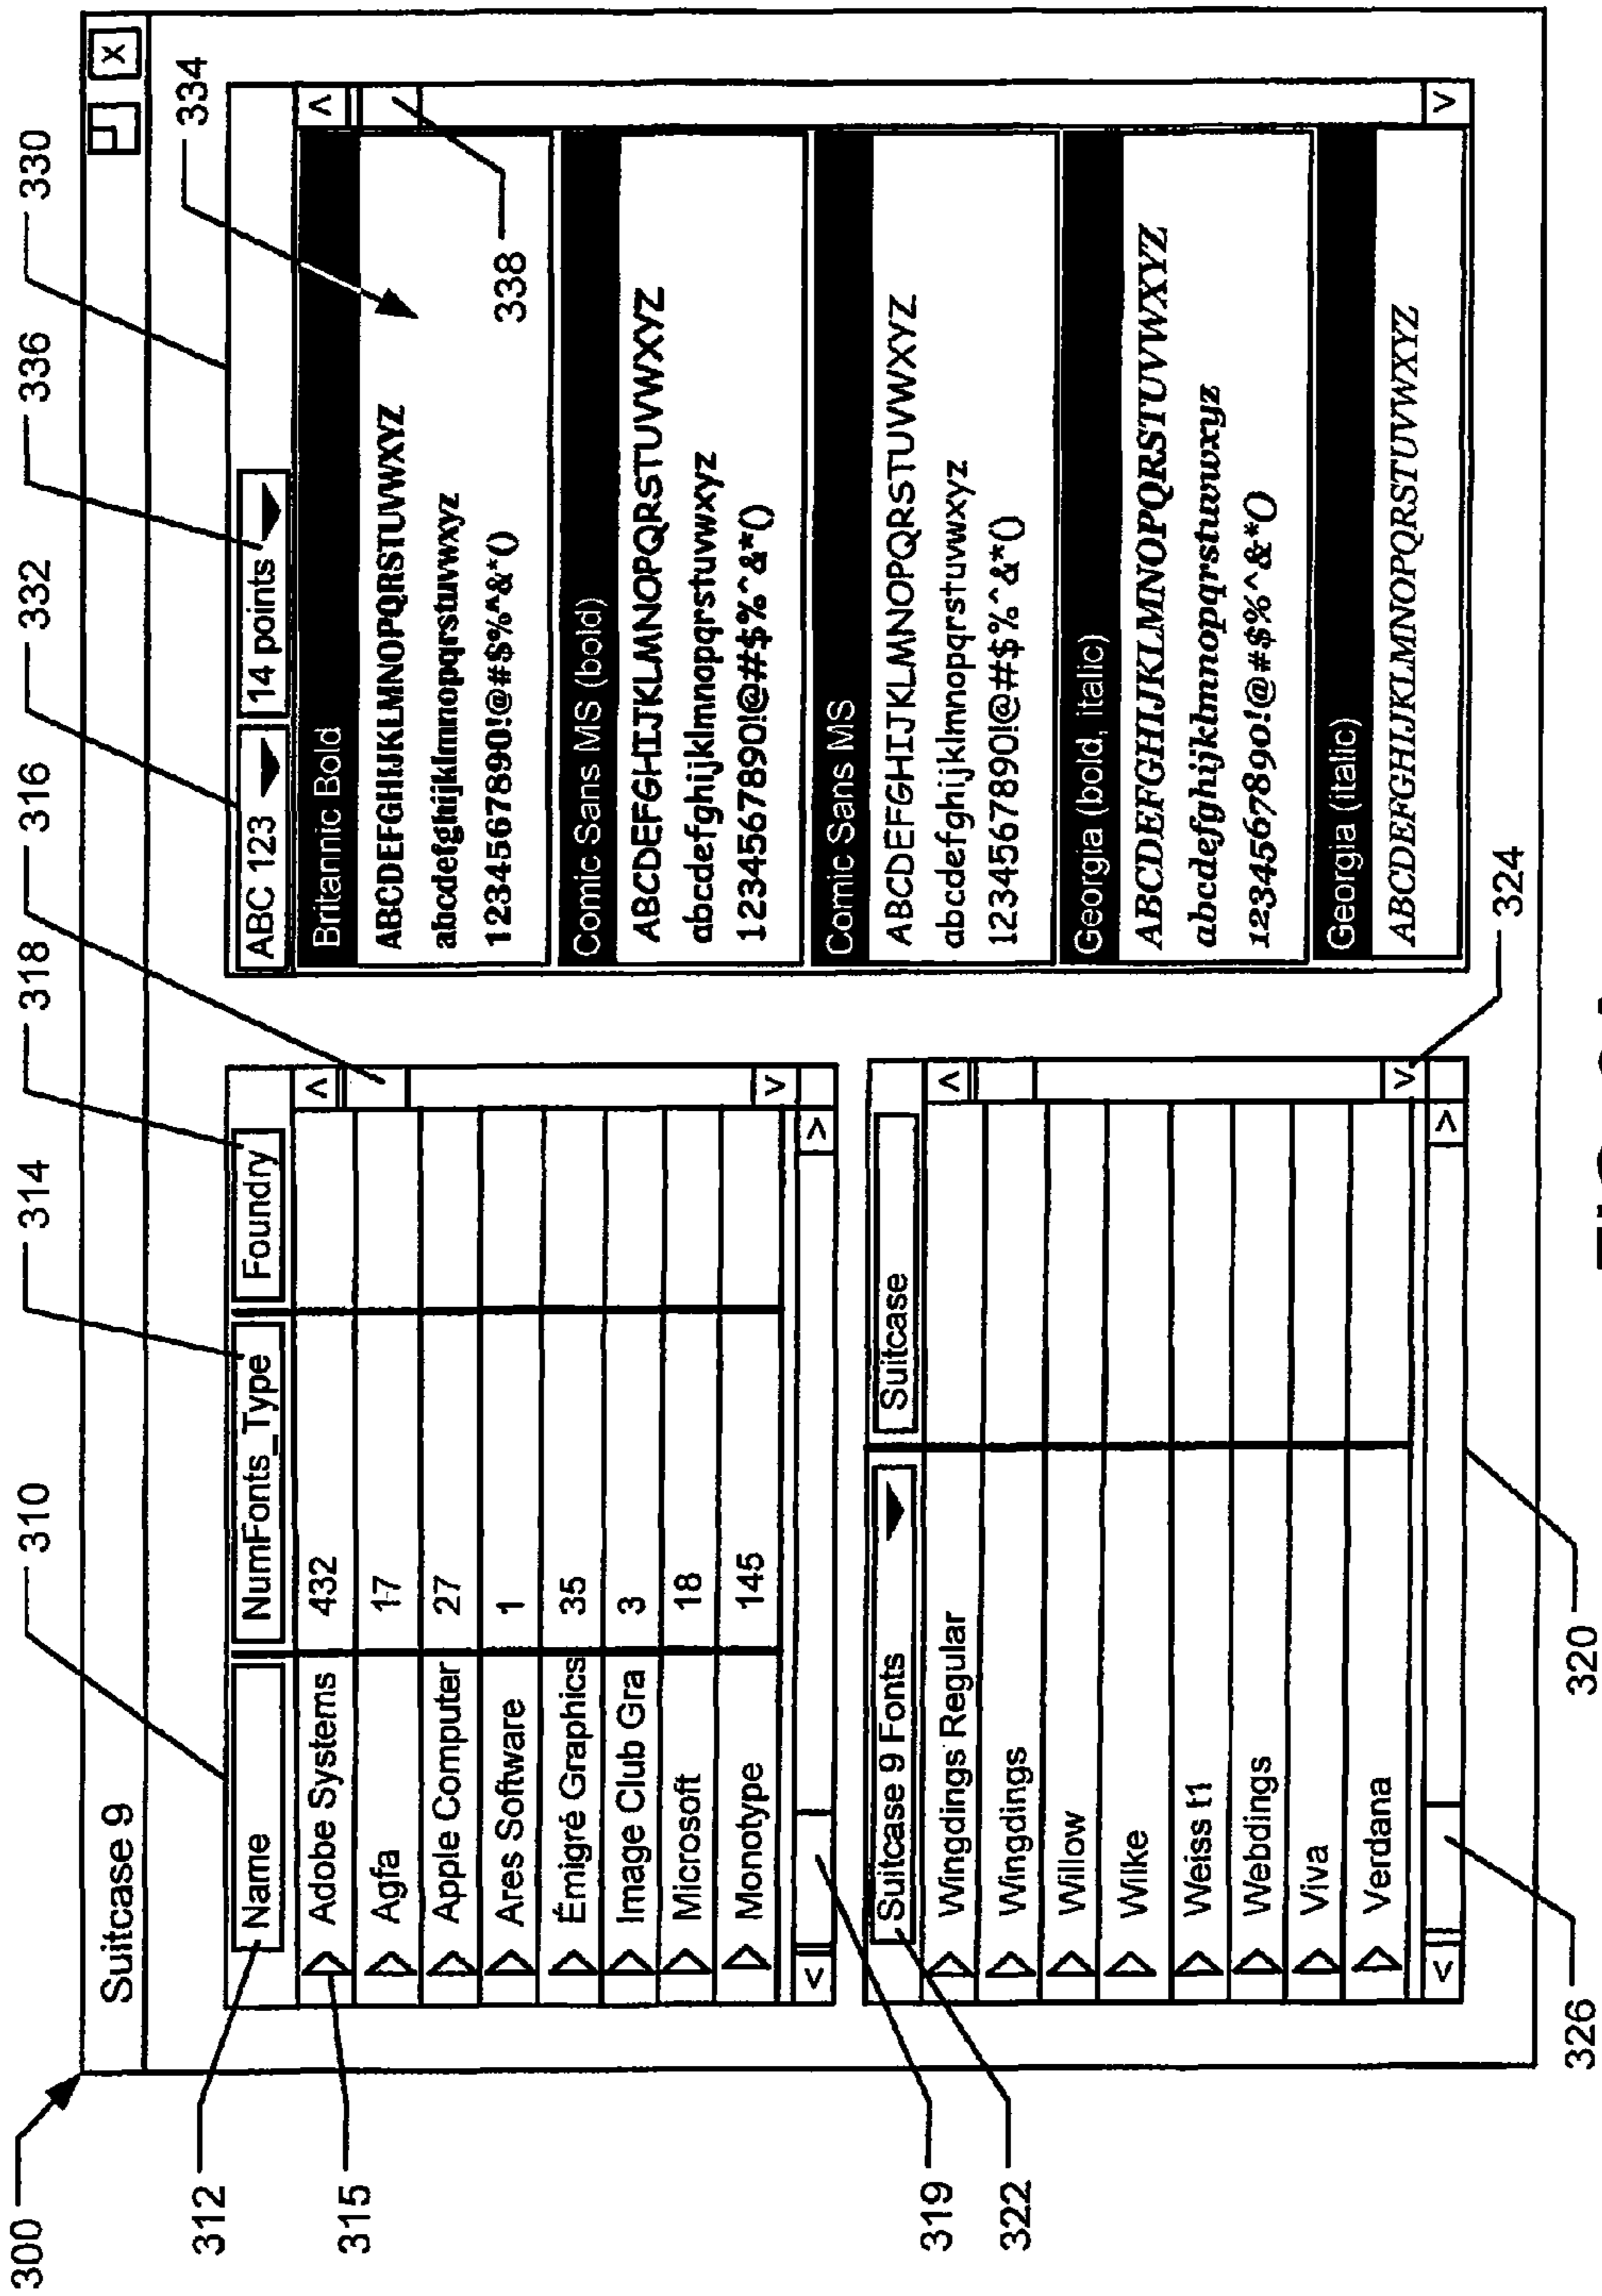 300
310
314
318
316
332
336
330
334
Suitcase 9
x
312
Name
NumFonts_Type
Foundry
315
Adobe Systems 432
Agfa 17
Apple Computer 27
Ares Software 1
Émigré Graphics 35
Image Club Gra 3
Microsoft 18
Monotype 145
319
322
Suitcase 9 Fonts
Suitcase
Wingdings Regular
Wingdings
Willow
Wilke
Weiss t1
Webdings
Viva
Verdana
326
320
324
ABC 123
14 points
Britannic Bold
ABCDEFGHIJKLMNOPQRSTUVWXYZ
abcdefghijklmnopqrstuvwxyz
1234567890!@#$%^&*()
338
Comic Sans MS (bold)
ABCDEFGHIJKLMNOPQRSTUVWXYZ
abcdefghijklmnopqrstuvwxyz
1234567890!@#$%^&*()
Comic Sans MS
ABCDEFGHIJKLMNOPQRSTUVWXYZ
abcdefghijklmnopqrstuvwxyz
1234567890!@#$%^&*()
Georgia (bold, italic)
ABCDEFGHIJKLMNOPQRSTUVWXYZ
abcdefghijklmnopqrstuvwxyz
1234567890!@#$%^&*()
Georgia (italic)
ABCDEFGHIJKLMNOPQRSTUVWXYZ